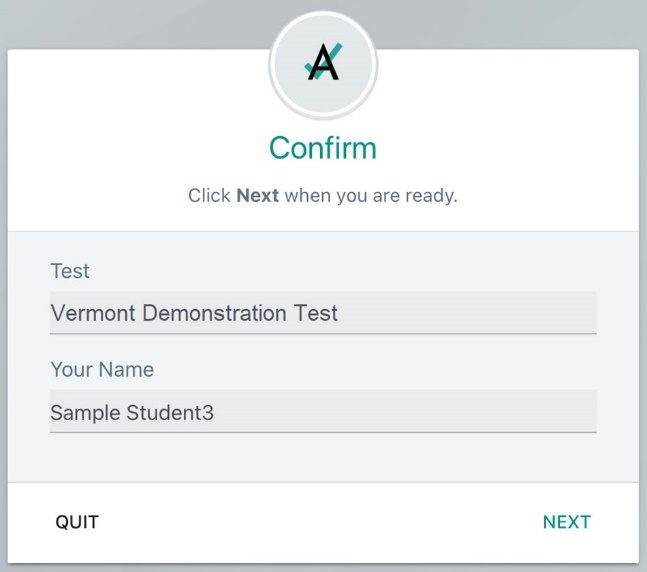 A
Confirm
Click Next when you are ready.
Test
Vermont Demonstration Test
Your Name
Sample Student3
QUIT
NEXT